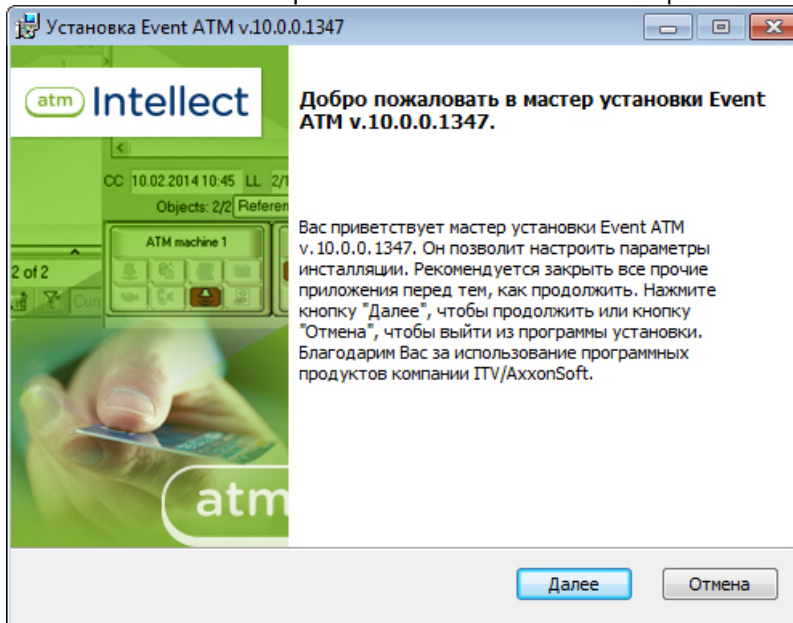 Установка Event ATM v.10.0.0.1347
atm Intellect
CC 10.02.2014 10:45 LL 2/1
Objects: 2/2 Referen
ATM machine 1
2 of 2
atm
Добро пожаловать в мастер установки Event
ATM v.10.0.0.1347.
Вас приветствует мастер установки Event ATM
v.10.0.0.1347. Он позволит настроить параметры
инсталляции. Рекомендуется закрыть все прочие
приложения перед тем, как продолжить. Нажмите
кнопку "Далее", чтобы продолжить или кнопку
"Отмена", чтобы выйти из программы установки.
Благодарим Вас за использование программных
продуктов компании ITV/AxxonSoft.
Далее
Отмена